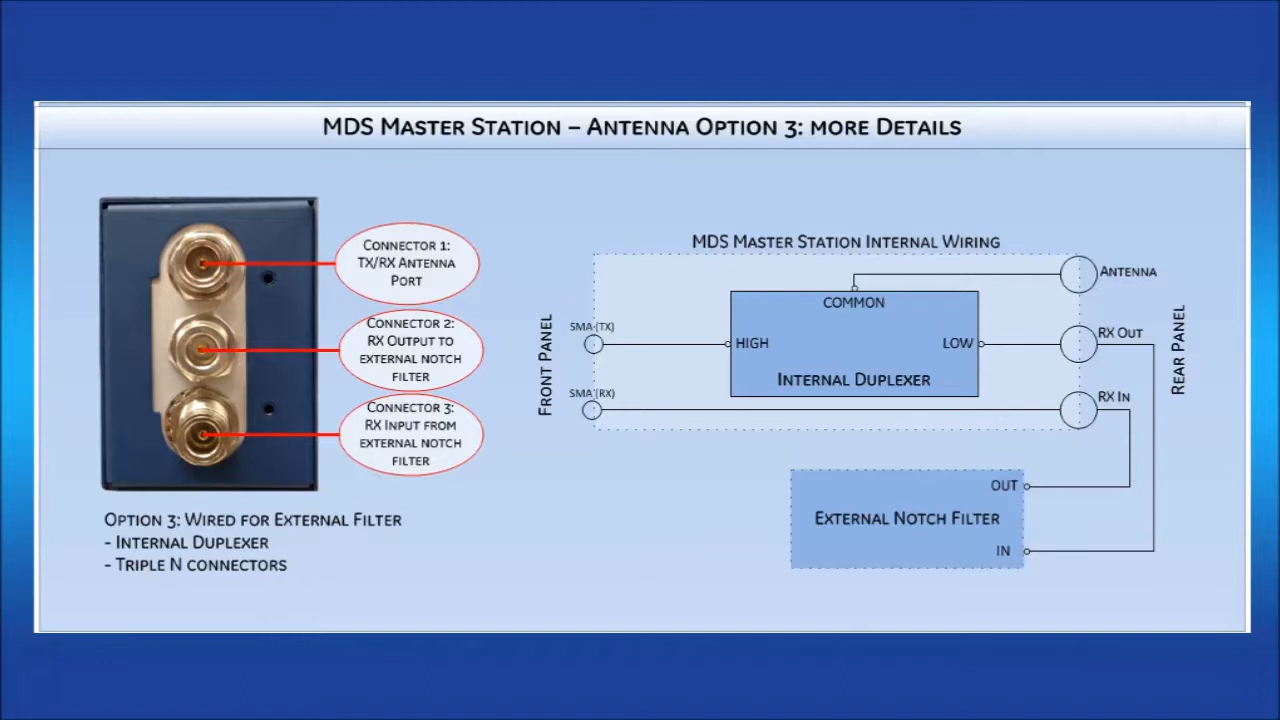 MDS Master Station – Antenna Option 3: more Details
Connector 1:
TX/RX Antenna
Port
Connector 2:
RX Output to
external notch
filter
Connector 3:
RX Input from
external notch
filter
Option 3: Wired for External Filter
- Internal Duplexer
- Triple N connectors
MDS Master Station Internal Wiring
Front Panel
SMA (TX)
SMA (RX)
COMMON
HIGH
LOW
Internal Duplexer
Antenna
RX Out
RX In
Rear Panel
OUT
External Notch Filter
IN